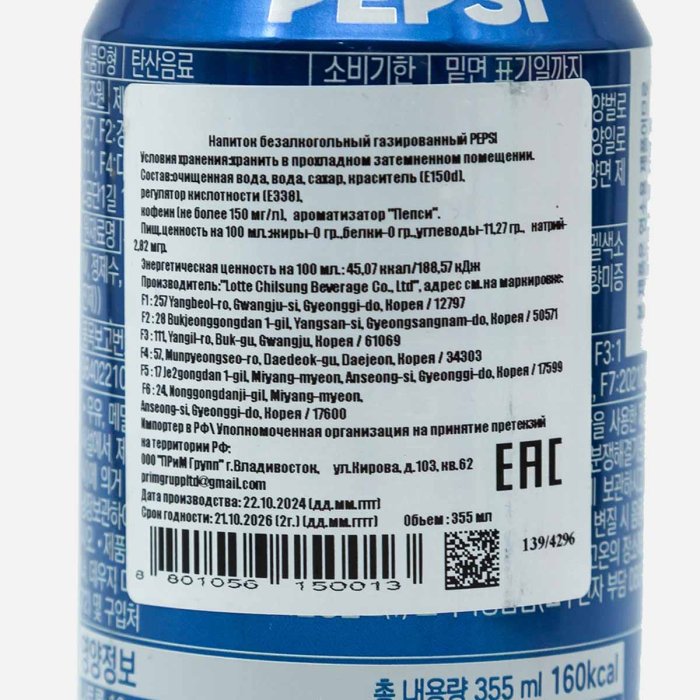 PEPSI
식품유형 탄산음료 소비기한 밑면 표기일까지
Напиток безалкогольный газированный PEPSI
Условия хранения:хранить в прохладном затемненном помещении.
Состав:очищенная вода, вода, сахар, краситель (E150d),
регулятор кислотности (E338),
кофеин (не более 150 мг/л), ароматизатор "Пепси".
Пищ.ценность на 100 мл.:жиры-0 гр.,белки-0 гр.,углеводы-11,27 гр., натрий-
2,82 мгр.
Энергетическая ценность на 100 мл.: 45,07 ккал/188,57 кДж
Производитель:"Lotte Chilsung Beverage Co., Ltd", адрес см.на маркировке:
F1 : 257 Yangbeol-ro, Gwangju-si, Gyeonggi-do, Корея / 12797
F2 : 28 Bukjeonggongdan 1-gil, Yangsan-si, Gyeongsangnam-do, Корея / 50571
F3 : 111, Yangil-ro, Buk-gu, Gwangju, Корея / 61069
F4 : 57, Munpyeongseo-ro, Daedeok-gu, Daejeon, Корея / 34303
F5 : 17 Je2gongdan 1-gil, Miyang-myeon, Anseong-si, Gyeonggi-do, Корея / 17599
F6 : 24, Nonggongdanji-gil, Miyang-myeon,
Anseong-si, Gyeonggi-do, Корея / 17600
Импортер в РФ\ Уполномоченная организация на принятие претензий
на территории РФ:
ООО "ПРиМ Групп" г.Владивосток, ул.Кирова, д.103, кв.62
primgruppltd@gmail.com
EAC
Дата производства: 22.10.2024 (дд.мм.гггг)
Срок годности: 21.10.2026 (2г.) (дд.мм.гггг)
Объем : 355 мл
139/4296
8 801056 150013
영양정보
총 내용량 355 ml 160kcal